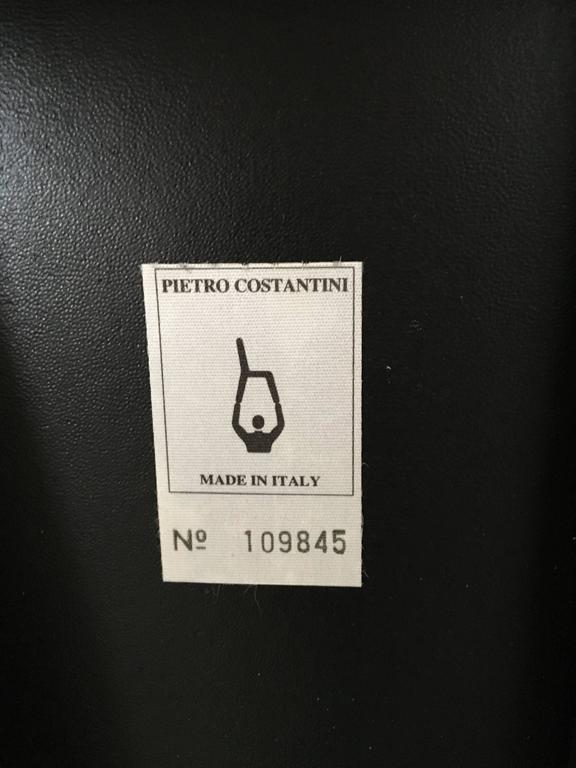 PIETRO COSTANTINI
MADE IN ITALY
Nº 109845